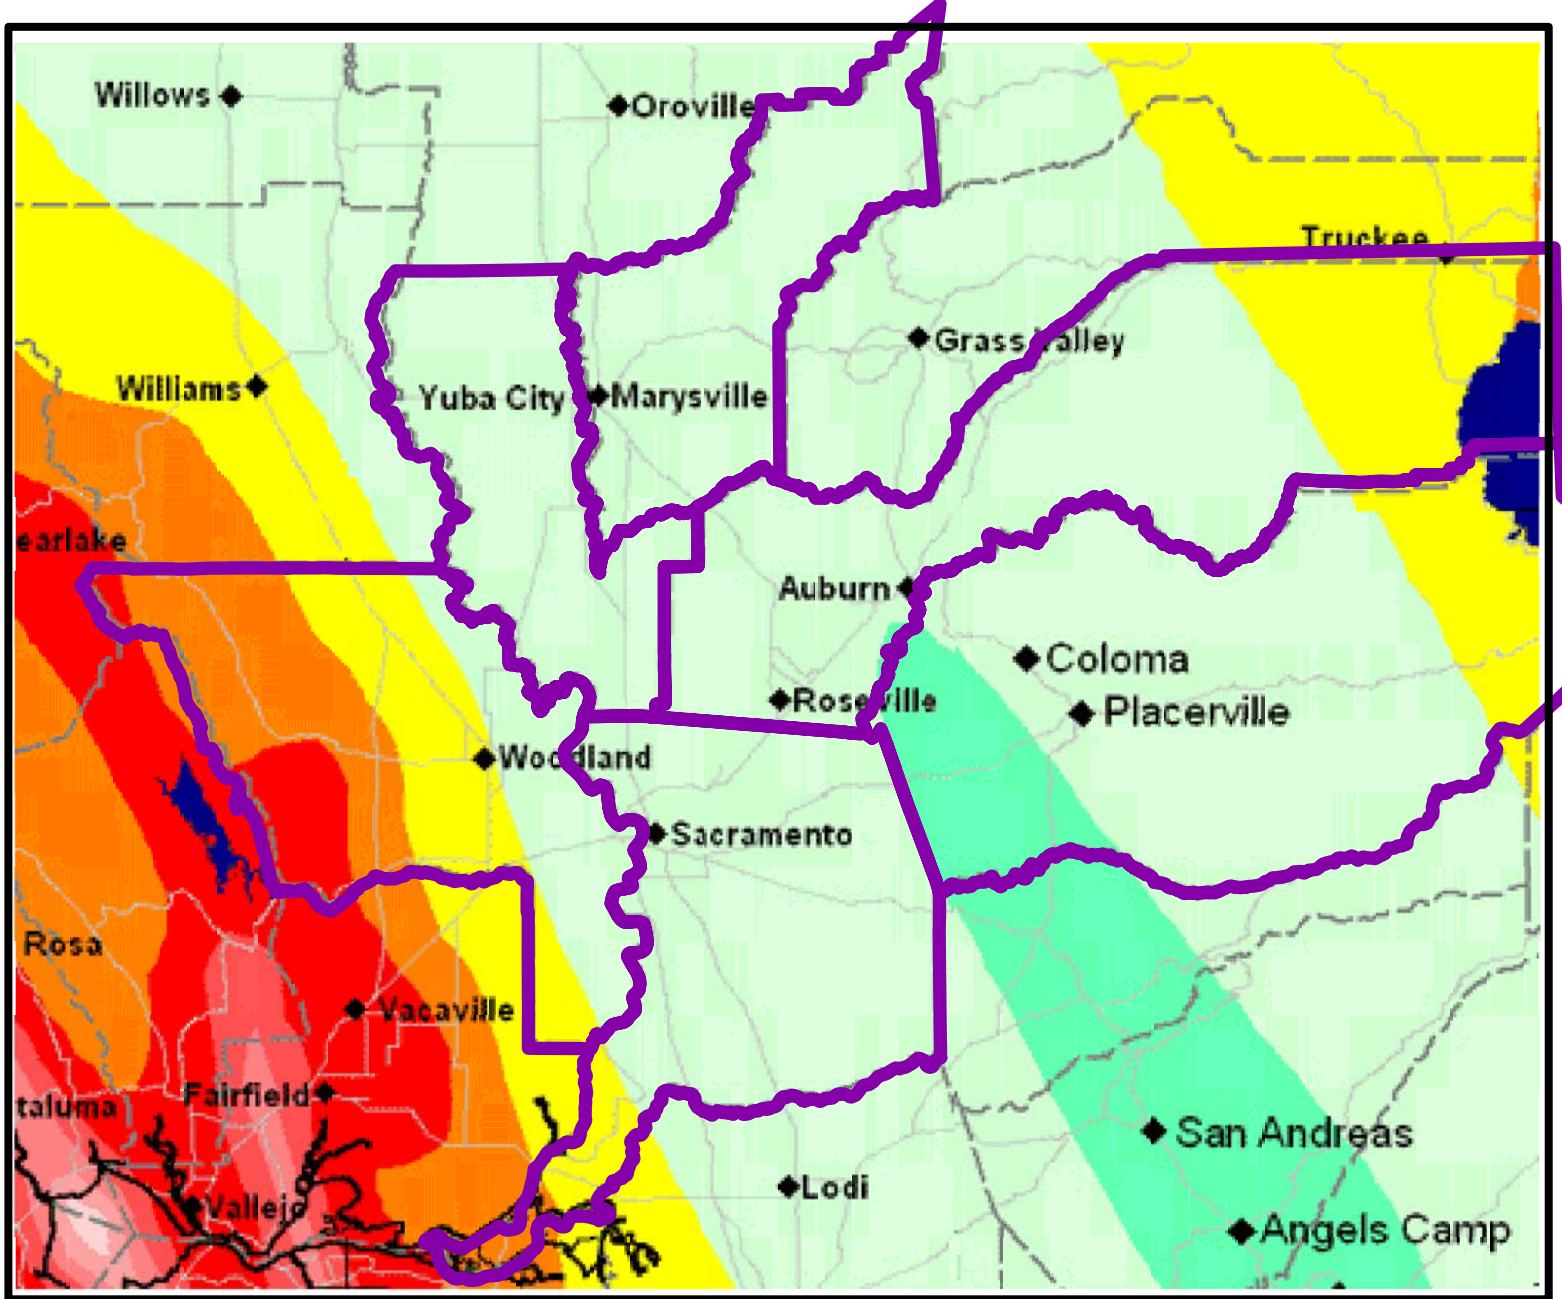 Willows
Oroville
Truckee
Grass Valley
Williams
Yuba City
Marysville
earlake
Auburn
Coloma
Roseville
Placerville
Woodland
Sacramento
Rosa
Vacaville
Fairfield
taluma
San Andreas
Lodi
Vallejo
Angels Camp